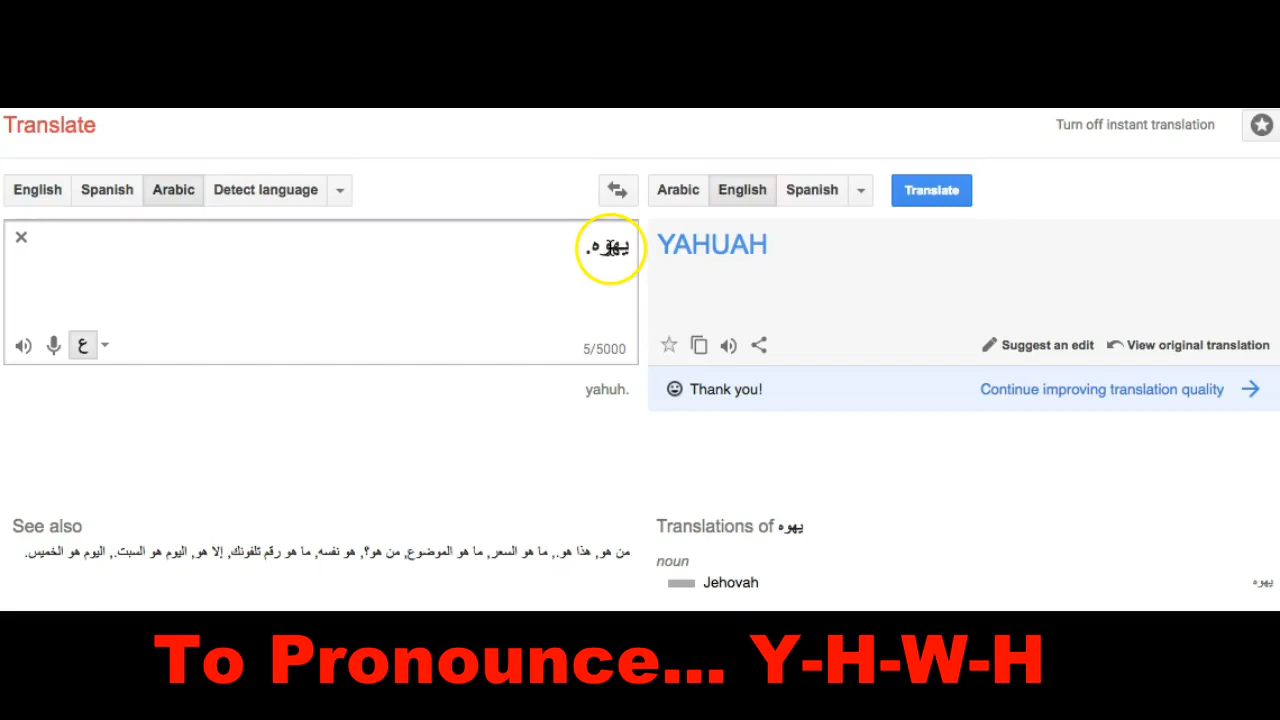 Translate
Turn off instant translation
English Spanish Arabic Detect language
Arabic English Spanish Translate
يهوه.
YAHUAH
ع
5/5000
Suggest an edit View original translation
yahuh.
Thank you! Continue improving translation quality
See also
من هو, هذا هو., ما هو السعر, ما هو الموضوع, من هو؟, هو نفسه, ما هو رقم تلفونك, إلا هو, اليوم هو السبت., اليوم هو الخميس.
Translations of يهوه
noun
Jehovah يهوه
To Pronounce... Y-H-W-H